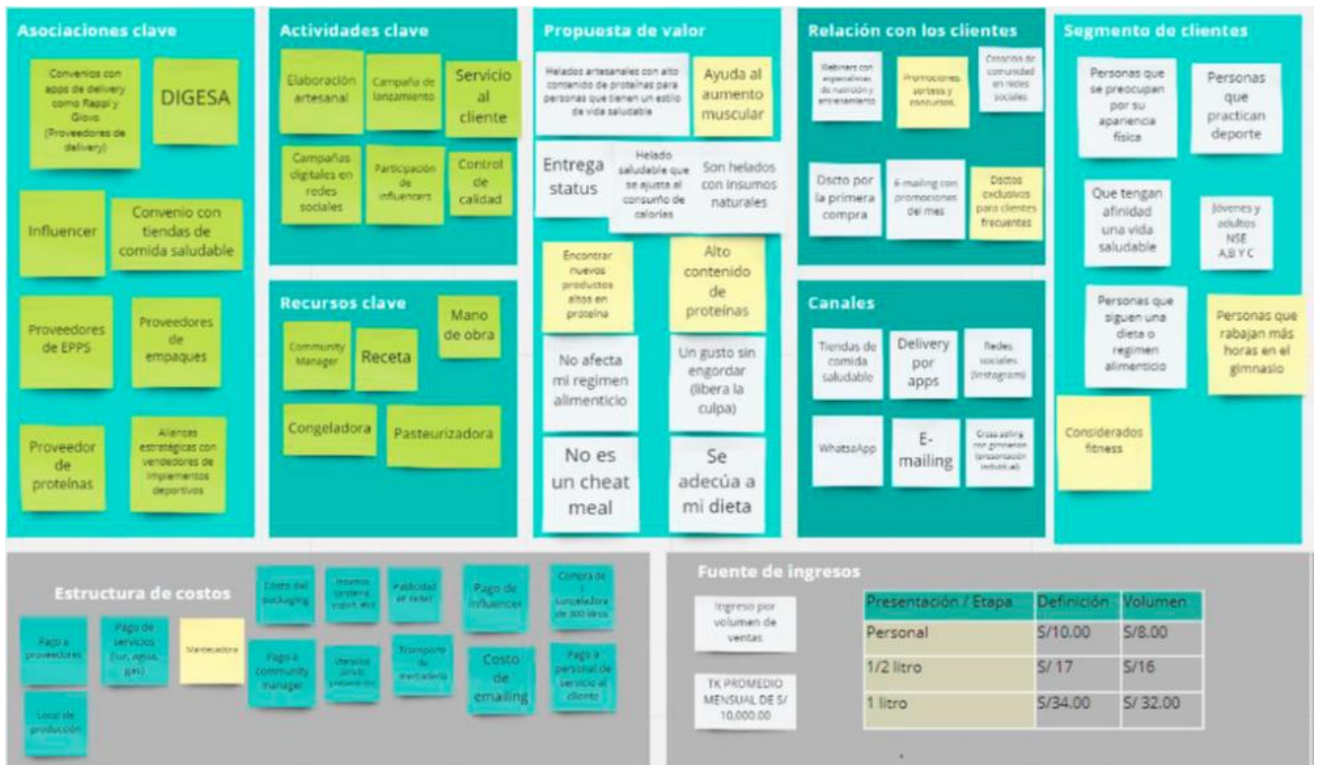 Asociaciones clave
Convenios con
apps de delivery
como Rappi y
Glovo
(Proveedores de
delivery)
DIGESA
Influencer
Convenio con
tiendas de
comida saludable
Proveedores
de EPPS
Proveedores
de
empaques
Proveedor
de
proteínas
Alianzas
estratégicas con
vendedores de
implementos
deportivos
Actividades clave
Elaboración
artesanal
Campaña de
lanzamiento
Servicio
al
cliente
Campañas
digitales en
redes
sociales
Participación
de
influencers
Control
de
calidad
Recursos clave
Community
Manager
Receta
Mano
de obra
Congeladora
Pasteurizadora
Propuesta de valor
Helados artesanales con alto
contenido de proteínas para
personas que tienen un estilo
de vida saludable
Ayuda al
aumento
muscular
Entrega
status
Helado
saludable que
se ajusta al
consumo de
calorías
Son helados
con insumos
naturales
Encontrar
nuevos
productos
altos en
proteína
Alto
contenido
de
proteínas
No afecta
mi regimen
alimenticio
Un gusto sin
engordar
(libera la
culpa)
No es
un cheat
meal
Se
adecúa a
mi dieta
Relación con los clientes
Webinars con
especialistas
de nutrición y
entrenamiento
Promociones,
sorteos y
concursos.
Creación de
comunidad
en redes
sociales
Dscto por
la primera
compra
E-mailing con
promociones
del mes
Dsctos
exclusivos
para clientes
frecuentes
Canales
Tiendas de
comida
saludable
Delivery
por
apps
Redes
sociales
(Instagram)
WhatsApp
E-
mailing
Cross selling
con gimnasios
(presentación
individual)
Segmento de clientes
Personas que
se preocupan
por su
apariencia
física
Personas
que
practican
deporte
Que tengan
afinidad
una vida
saludable
Jóvenes y
adultos
NSE
A,B Y C
Personas que
siguen una
dieta o
regimen
alimenticio
Personas que
rabajan más
horas en el
gimnasio
Considerados
fitness
Estructura de costos
Pago a
proveedores
Pago de
servicios
(luz, agua,
gas)
Mantecadora
Costo del
packaging
Insumos
Publicidad
en redes
Pago de
influencer
Compra de
congeladora
de 300 litros
Pago a
community
manager
Transporte
de
mercadería
Costo
de
emailing
Pago a
personal de
servicio al
cliente
Local de
producción
Fuente de ingresos
Ingreso por
volumen de
ventas
TK PROMEDIO
MENSUAL DE S/
10,000.00
Presentación / Etapa Definición Volumen
Personal S/10.00 S/8.00
1/2 litro S/ 17 S/16
1 litro S/34.00 S/ 32.00